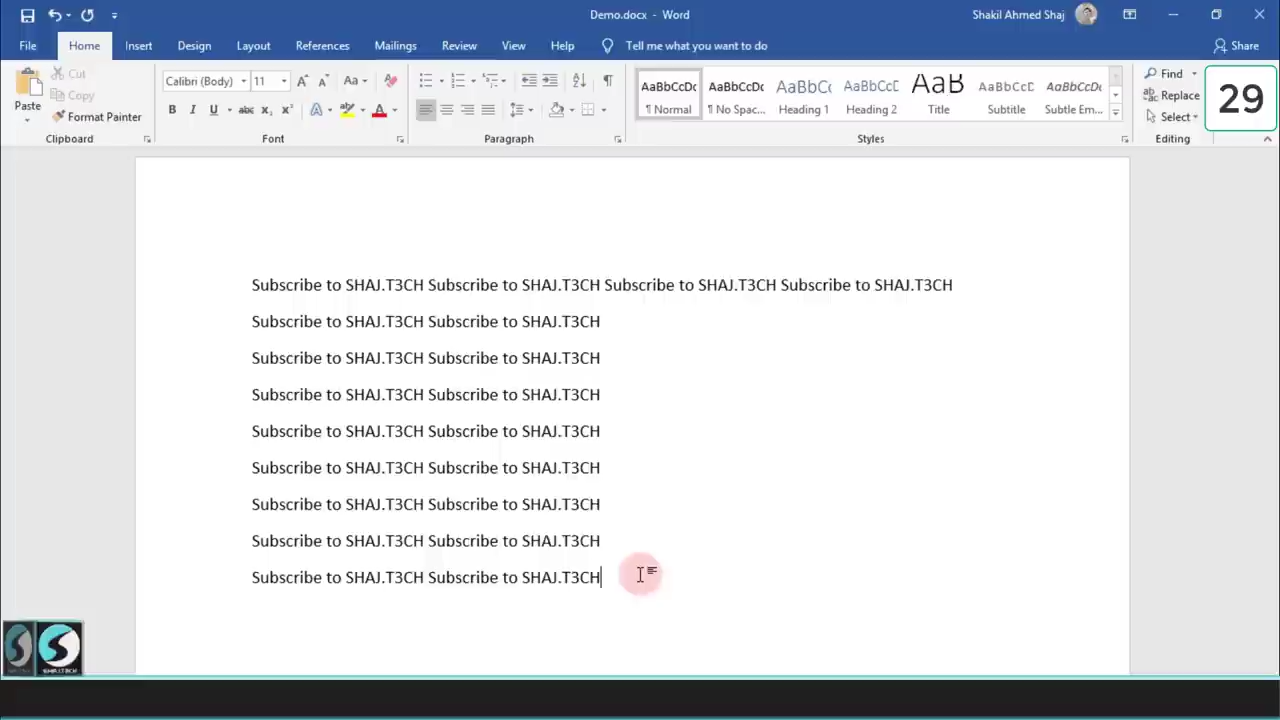 Demo.docx - Word
Shakil Ahmed Shaj
File Home Insert Design Layout References Mailings Review View Help Tell me what you want to do Share
Paste
Cut
Copy
Format Painter
Clipboard
Calibri (Body) 11
Font
Paragraph
AaBbCcDc AaBbCcDc AaBbCc AaBbCcD AaB AaBbCcD AaBbCcDc
¶ Normal ¶ No Spac... Heading 1 Heading 2 Title Subtitle Subtle Em...
Styles
Find
Replace
Select
Editing
29
Subscribe to SHAJ.T3CH Subscribe to SHAJ.T3CH Subscribe to SHAJ.T3CH Subscribe to SHAJ.T3CH
Subscribe to SHAJ.T3CH Subscribe to SHAJ.T3CH
Subscribe to SHAJ.T3CH Subscribe to SHAJ.T3CH
Subscribe to SHAJ.T3CH Subscribe to SHAJ.T3CH
Subscribe to SHAJ.T3CH Subscribe to SHAJ.T3CH
Subscribe to SHAJ.T3CH Subscribe to SHAJ.T3CH
Subscribe to SHAJ.T3CH Subscribe to SHAJ.T3CH
Subscribe to SHAJ.T3CH Subscribe to SHAJ.T3CH
Subscribe to SHAJ.T3CH Subscribe to SHAJ.T3CH
SHAJ.T3CH